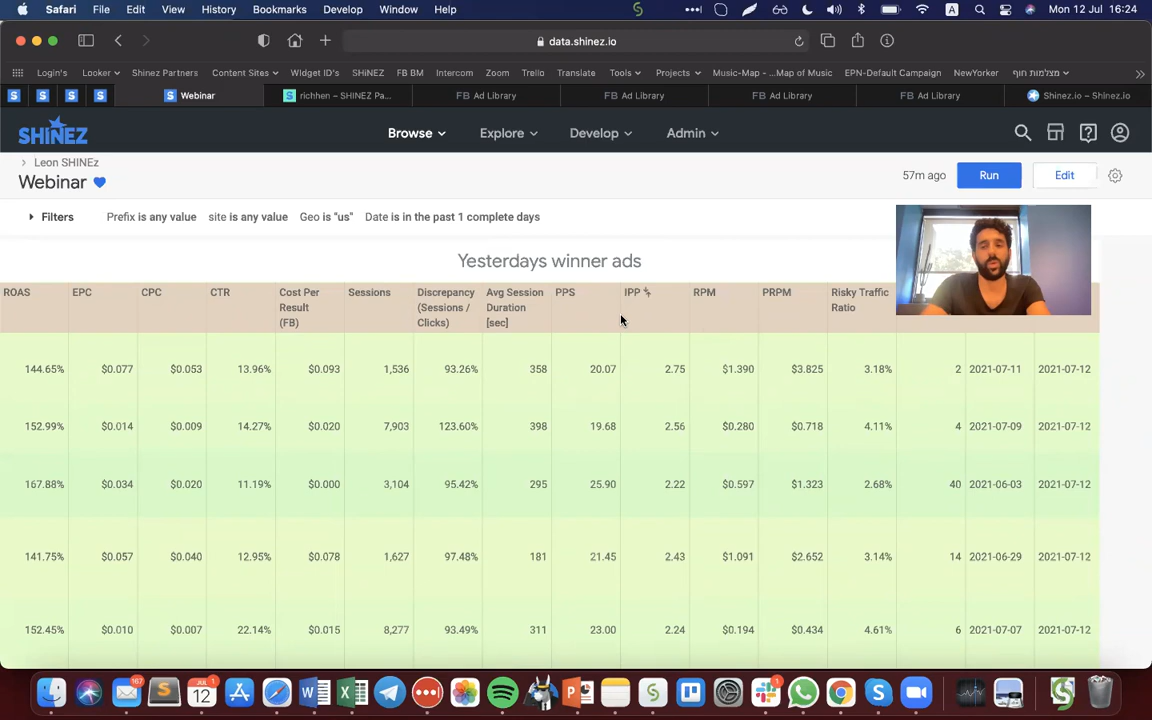 Safari File Edit View History Bookmarks Develop Window Help A Mon 12 Jul 16:24
data.shinez.io
Login's Looker Shinez Partners Content Sites Widget ID's SHiNEZ FB BM Intercom Zoom Trello Translate Tools Projects Music-Map - ...Map of Music EPN-Default Campaign NewYorker מצלמות חוף
S S S S S Webinar S richhen – SHINEZ Pa... FB Ad Library FB Ad Library FB Ad Library FB Ad Library Shinez.io – Shinez.io
SHINEZ Browse Explore Develop Admin
Leon SHINEz
Webinar 57m ago Run Edit
Filters Prefix is any value site is any value Geo is "us" Date is in the past 1 complete days
Yesterdays winner ads
ROAS EPC CPC CTR Cost Per Sessions Discrepancy Avg Session PPS IPP RPM PRPM Risky Traffic
Result (Sessions / Duration Ratio
(FB) Clicks) [sec]
144.65% $0.077 $0.053 13.96% $0.093 1,536 93.26% 358 20.07 2.75 $1.390 $3.825 3.18% 2 2021-07-11 2021-07-12
152.99% $0.014 $0.009 14.27% $0.020 7,903 123.60% 398 19.68 2.56 $0.280 $0.718 4.11% 4 2021-07-09 2021-07-12
167.88% $0.034 $0.020 11.19% $0.000 3,104 95.42% 295 25.90 2.22 $0.597 $1.323 2.68% 40 2021-06-03 2021-07-12
141.75% $0.057 $0.040 12.95% $0.078 1,627 97.48% 181 21.45 2.43 $1.091 $2.652 3.14% 14 2021-06-29 2021-07-12
152.45% $0.010 $0.007 22.14% $0.015 8,277 93.49% 311 23.00 2.24 $0.194 $0.434 4.61% 6 2021-07-07 2021-07-12
167 JUL 12 1 1